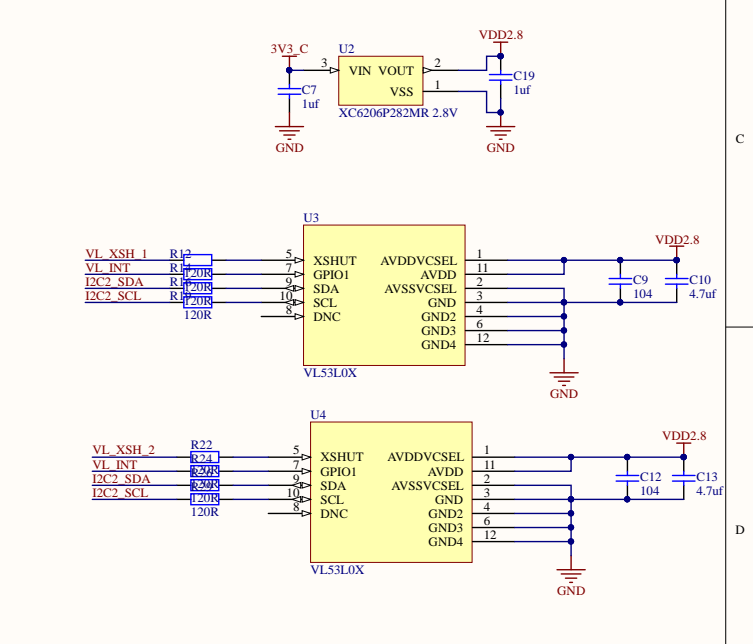 3V3_C
U2
VDD2.8
3
VIN VOUT
2
C7
1uf
VSS
1
C19
1uf
XC6206P282MR 2.8V
GND
GND
C
U3
VL_XSH_1
R12
5
XSHUT
AVDDVCSEL
1
VDD2.8
VL_INT
120R
7
GPIO1
AVDD
11
I2C2_SDA
120R
9
SDA
AVSSVCSEL
2
C9
104
C10
4.7uf
I2C2_SCL
120R
10
SCL
GND
3
120R
8
DNC
GND2
4
GND3
6
GND4
12
VL53L0X
GND
U4
VL_XSH_2
R22
5
XSHUT
AVDDVCSEL
1
VDD2.8
VL_INT
R24
7
GPIO1
AVDD
11
I2C2_SDA
9
SDA
AVSSVCSEL
2
C12
104
C13
4.7uf
I2C2_SCL
120R
10
SCL
GND
3
120R
8
DNC
GND2
4
GND3
6
GND4
12
VL53L0X
GND
D